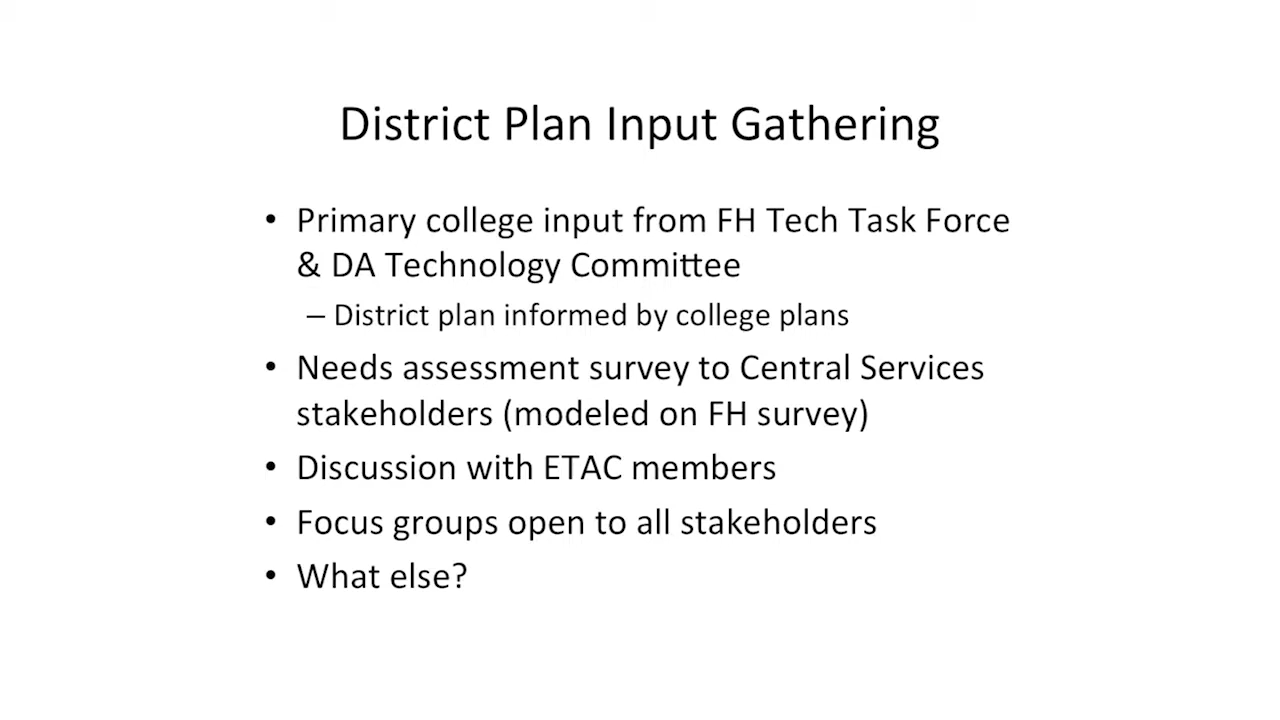 District Plan Input Gathering
• Primary college input from FH Tech Task Force
& DA Technology Committee
– District plan informed by college plans
• Needs assessment survey to Central Services
stakeholders (modeled on FH survey)
• Discussion with ETAC members
• Focus groups open to all stakeholders
• What else?